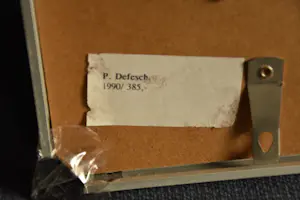 P. Defesch.
1990/ 385,-